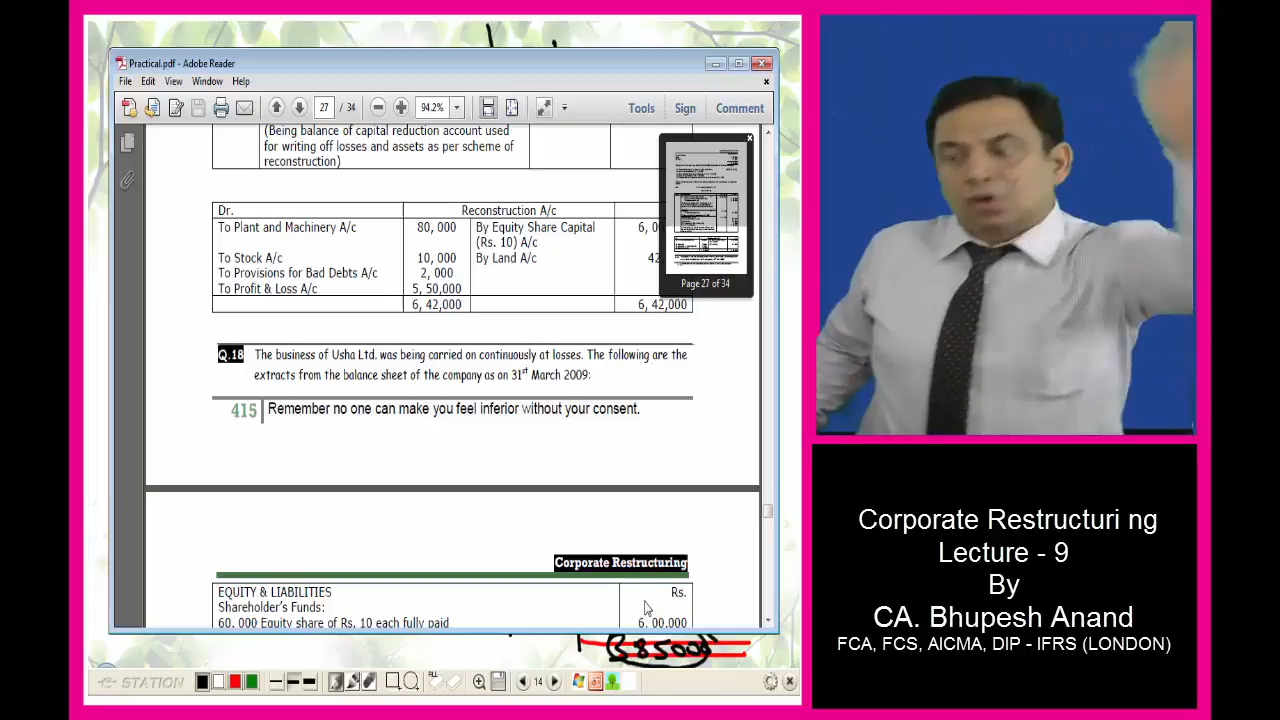 Practical.pdf - Adobe Reader
File Edit View Window Help
27 / 34 94.2% Tools Sign Comment
(Being balance of capital reduction account used
for writing off losses and assets as per scheme of
reconstruction)
Dr. Reconstruction A/c
To Plant and Machinery A/c 80, 000 By Equity Share Capital 6, 0
(Rs. 10) A/c
To Stock A/c 10, 000 By Land A/c 42
To Provisions for Bad Debts A/c 2, 000
To Profit & Loss A/c 5, 50,000
6, 42,000 6, 42,000
Page 27 of 34
Q.18 The business of Usha Ltd. was being carried on continuously at losses. The following are the
extracts from the balance sheet of the company as on 31st March 2009:
415 Remember no one can make you feel inferior without your consent.
Corporate Restructuring
EQUITY & LIABILITIES Rs.
Shareholder's Funds:
60, 000 Equity share of Rs. 10 each fully paid 6, 00,000
e-STATION 14
Corporate Restructuri ng
Lecture - 9
By
CA. Bhupesh Anand
FCA, FCS, AICMA, DIP - IFRS (LONDON)